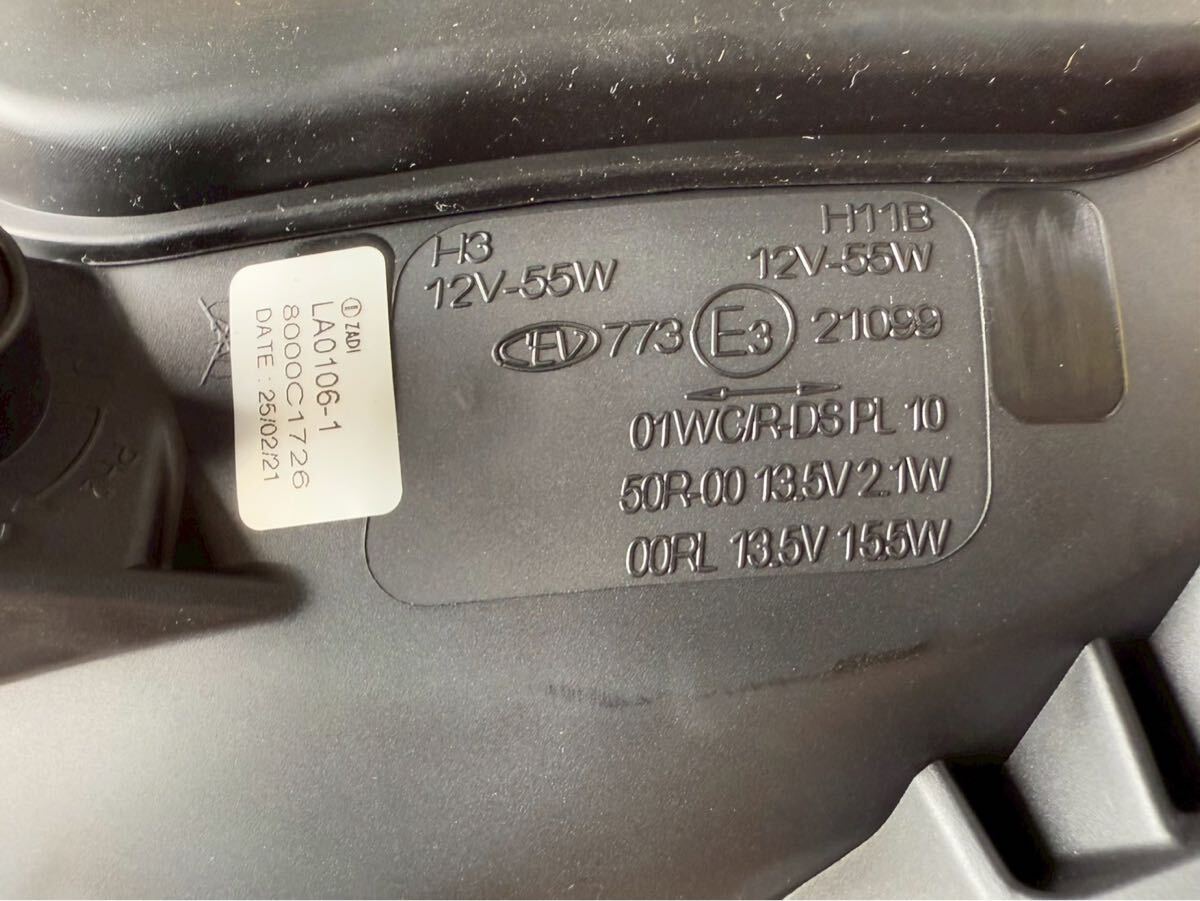 ZADI
LA0106-1
8000C1726
DATE : 25/02/21
H3
12V-55W
H11B
12V-55W
CEV 773 E3 21099
01WC/R-DS PL 10
50R-00 13.5V 2.1W
00RL 13.5V 15.5W